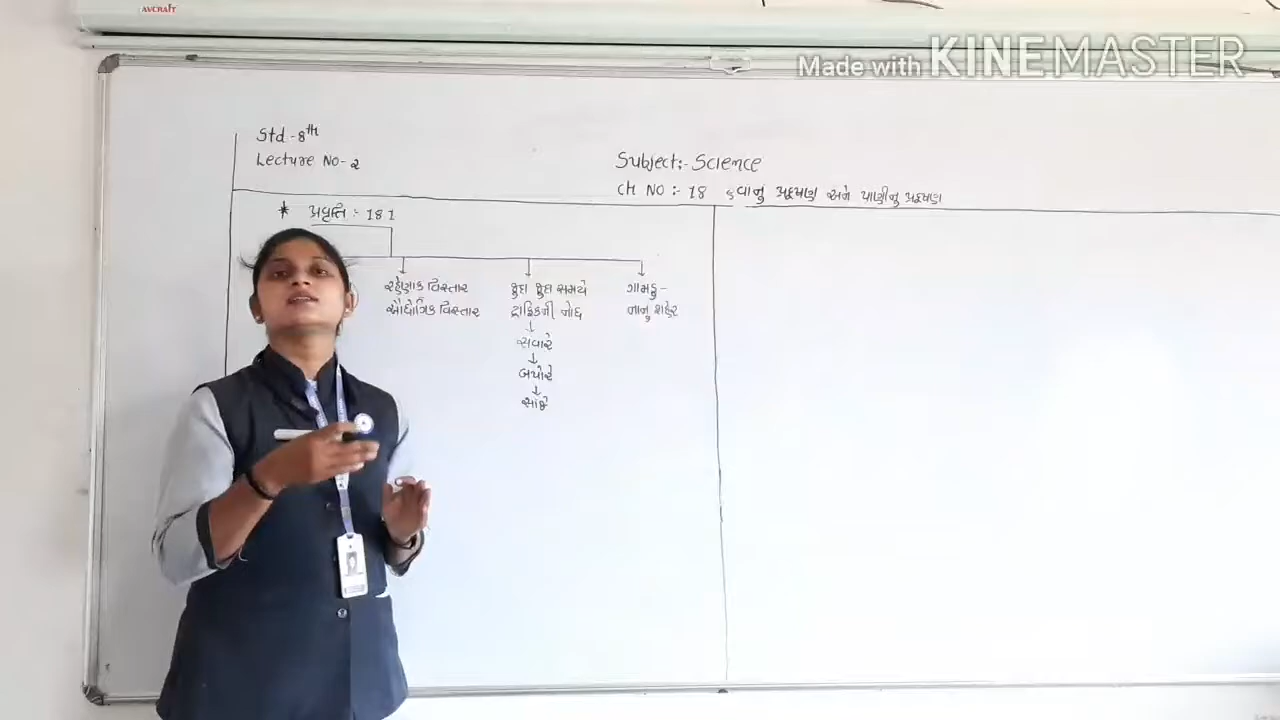 AVCRAFT
Made with KINEMASTER
Std - 8th
Lecture No - 2
Subject:- Science
CH NO :- 18 હવાનુ પ્રદૂષણ અને પાણીનુ પ્રદૂષણ
* પ્રવૃતિ :- 18 1
રહેણાક વિસ્તાર
ઔદ્યોગિક વિસ્તાર
જુદા જુદા સમયે
ટ્રાફિકની નોંધ
સવારે
બપોરે
સાંજે
ગામડુ -
નાનુ શહેર